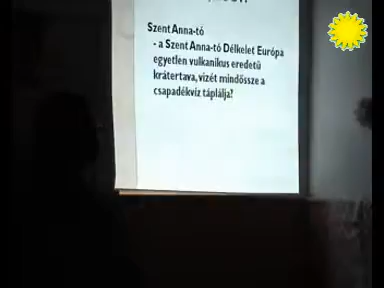 Szent Anna-tó
- a Szent Anna-tó Délkelet Európa
egyetlen vulkanikus eredetű
krátertava, vizét mindössze a
csapadékvíz táplálja?